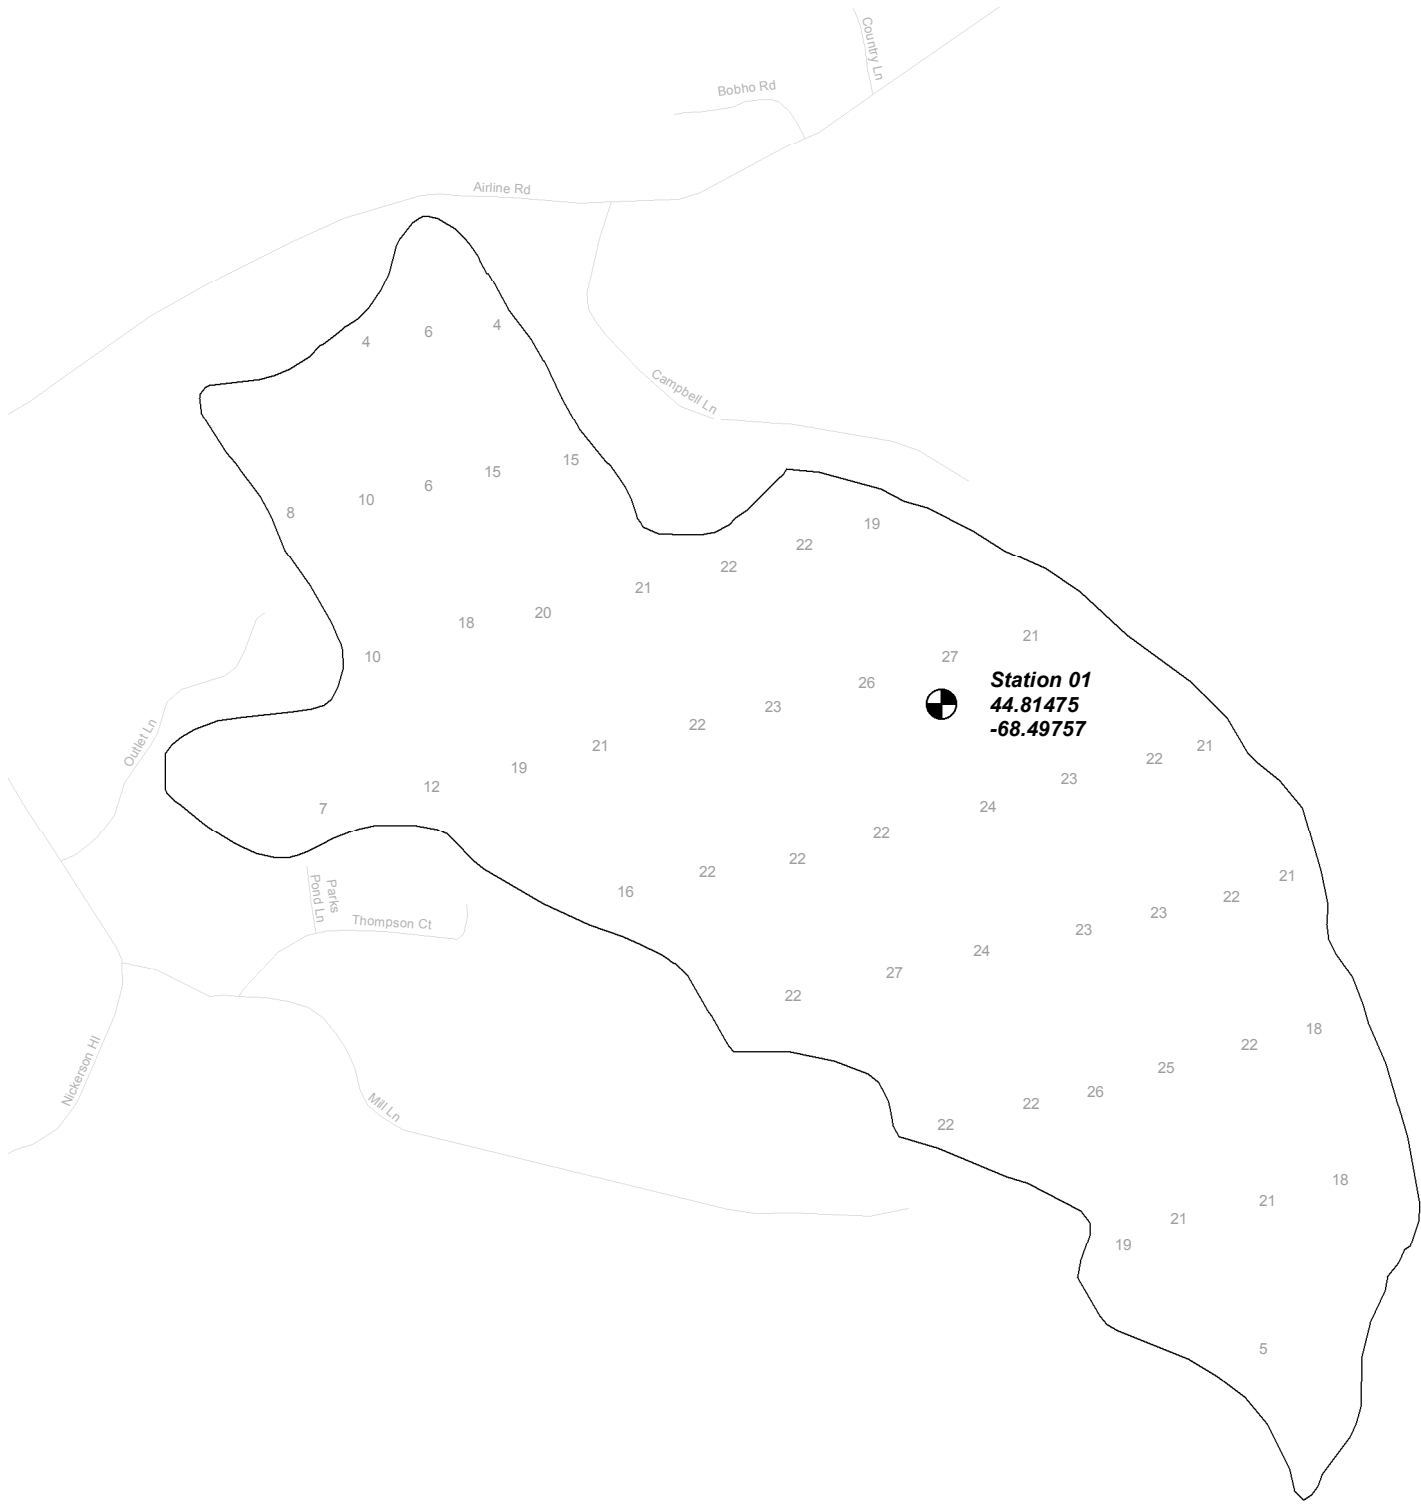 Country Ln
Bobho Rd
Airline Rd
4 6 4
Campbell Ln
8 10 6 15 15
10 18 20 21 22 22 19
7 12 19 21 22 23 26 27 21
Station 01
44.81475
-68.49757
Outlet Ln
16 22 22 22 24 23 22 21
Parks
Pond Ln
Thompson Ct
22 27 24 23 23 22 21
Nickerson Hl
Mill Ln
22 22 26 25 22 18
19 21 21 18
5